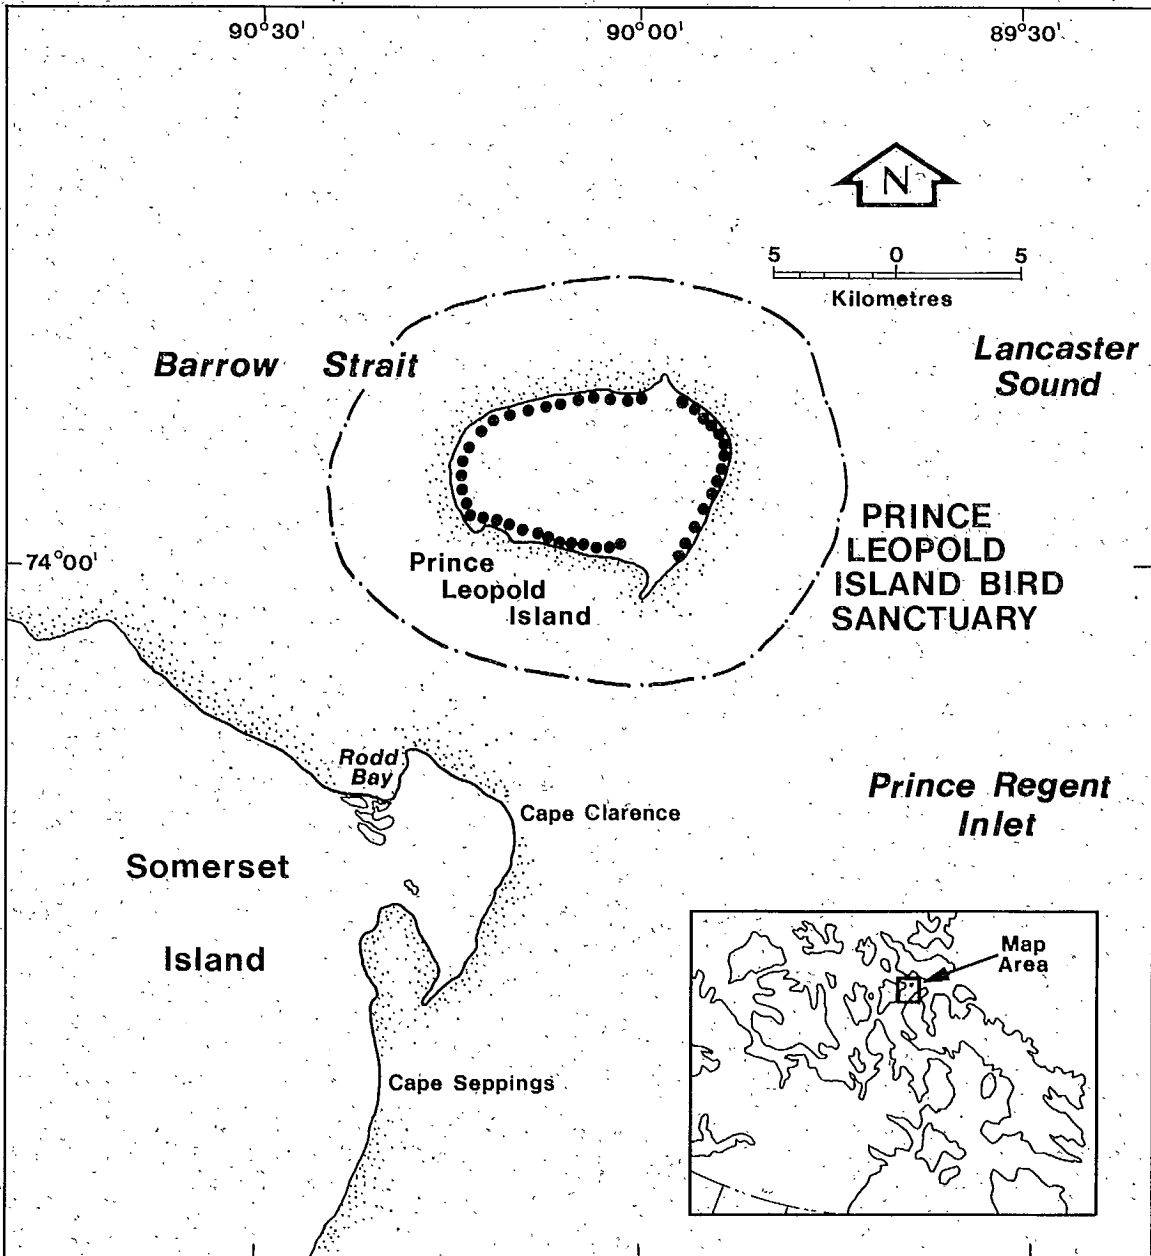 90°30'
90°00'
89°30'
N
5 0 5
Kilometres
Barrow Strait
Lancaster
Sound
PRINCE
LEOPOLD
ISLAND BIRD
SANCTUARY
74°00'
Prince
Leopold
Island
Rodd
Bay
Cape Clarence
Prince Regent
Inlet
Somerset
Island
Map
Area
Cape Seppings